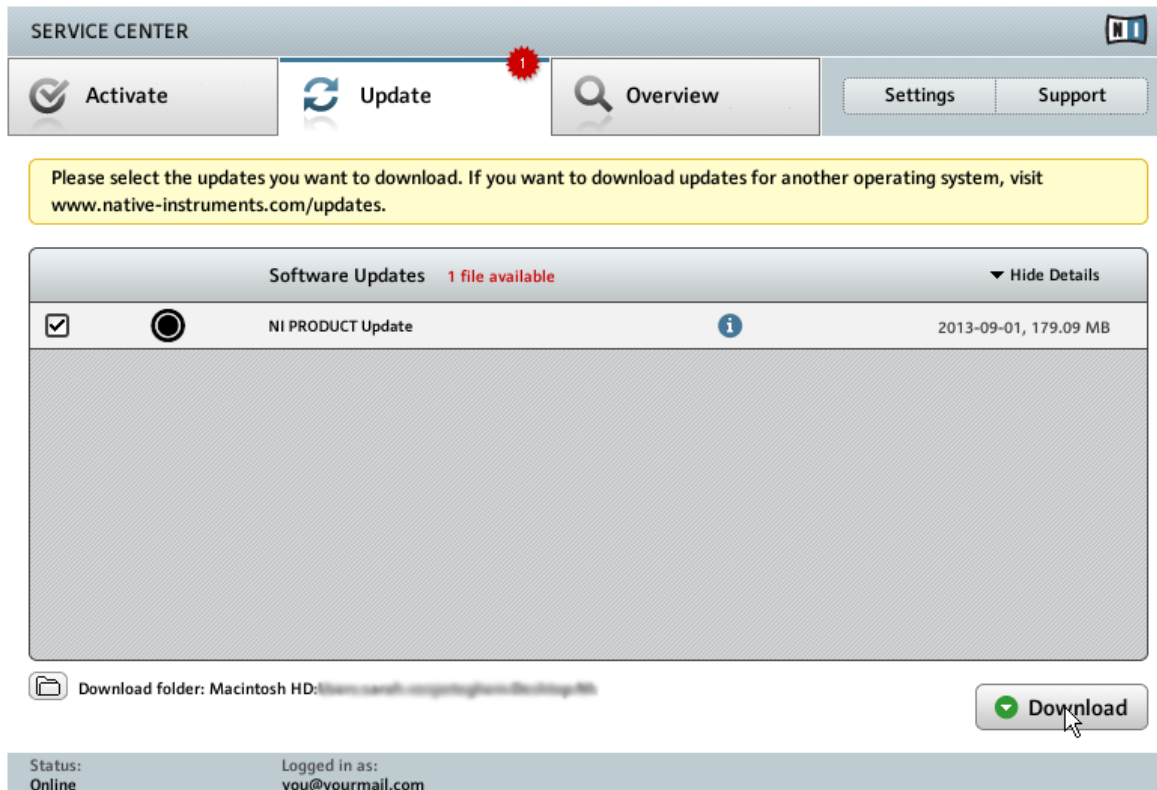 SERVICE CENTER
NI
Activate
Update
1
Overview
Settings
Support
Please select the updates you want to download. If you want to download updates for another operating system, visit
www.native-instruments.com/updates.
Software Updates 1 file available
Hide Details
NI PRODUCT Update
i
2013-09-01, 179.09 MB
Download folder: Macintosh HD:
Download
Status:
Logged in as:
Online
you@yourmail.com